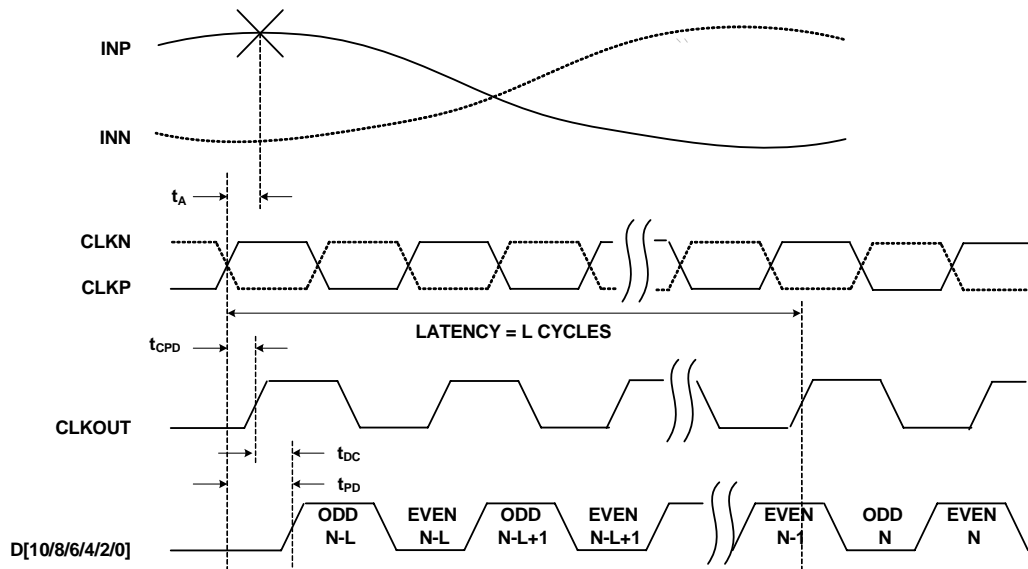 INP
INN
tA
CLKN
CLKP
LATENCY = L CYCLES
tCPD
CLKOUT
tDC
tPD
ODD
N-L
EVEN
N-L
ODD
N-L+1
EVEN
N-L+1
EVEN
N-1
ODD
N
EVEN
N
D[10/8/6/4/2/0]